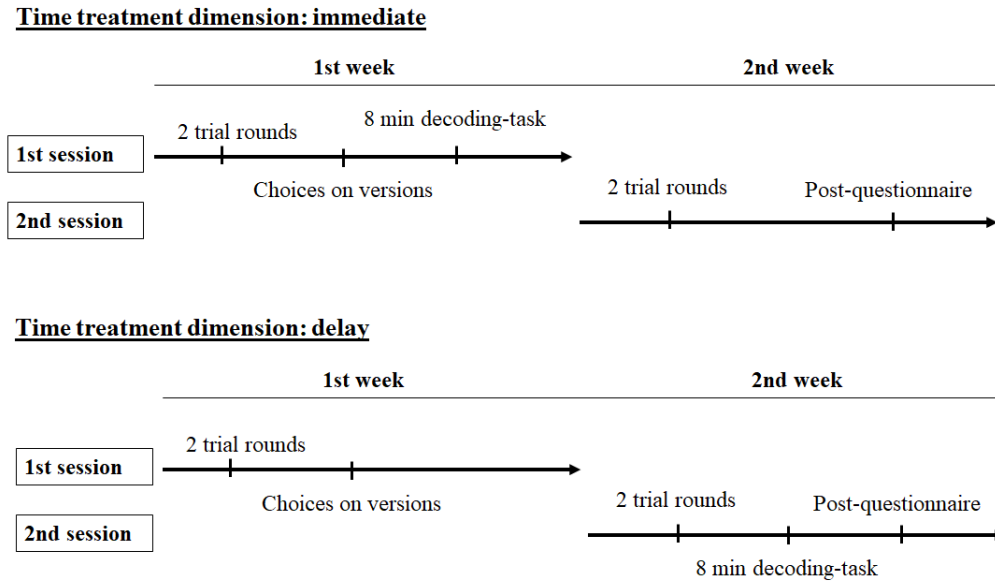 Time treatment dimension: immediate
1st week 2nd week
2 trial rounds 8 min decoding-task
1st session
Choices on versions
2 trial rounds Post-questionnaire
2nd session
Time treatment dimension: delay
1st week 2nd week
2 trial rounds
1st session
Choices on versions
2 trial rounds Post-questionnaire
2nd session
8 min decoding-task